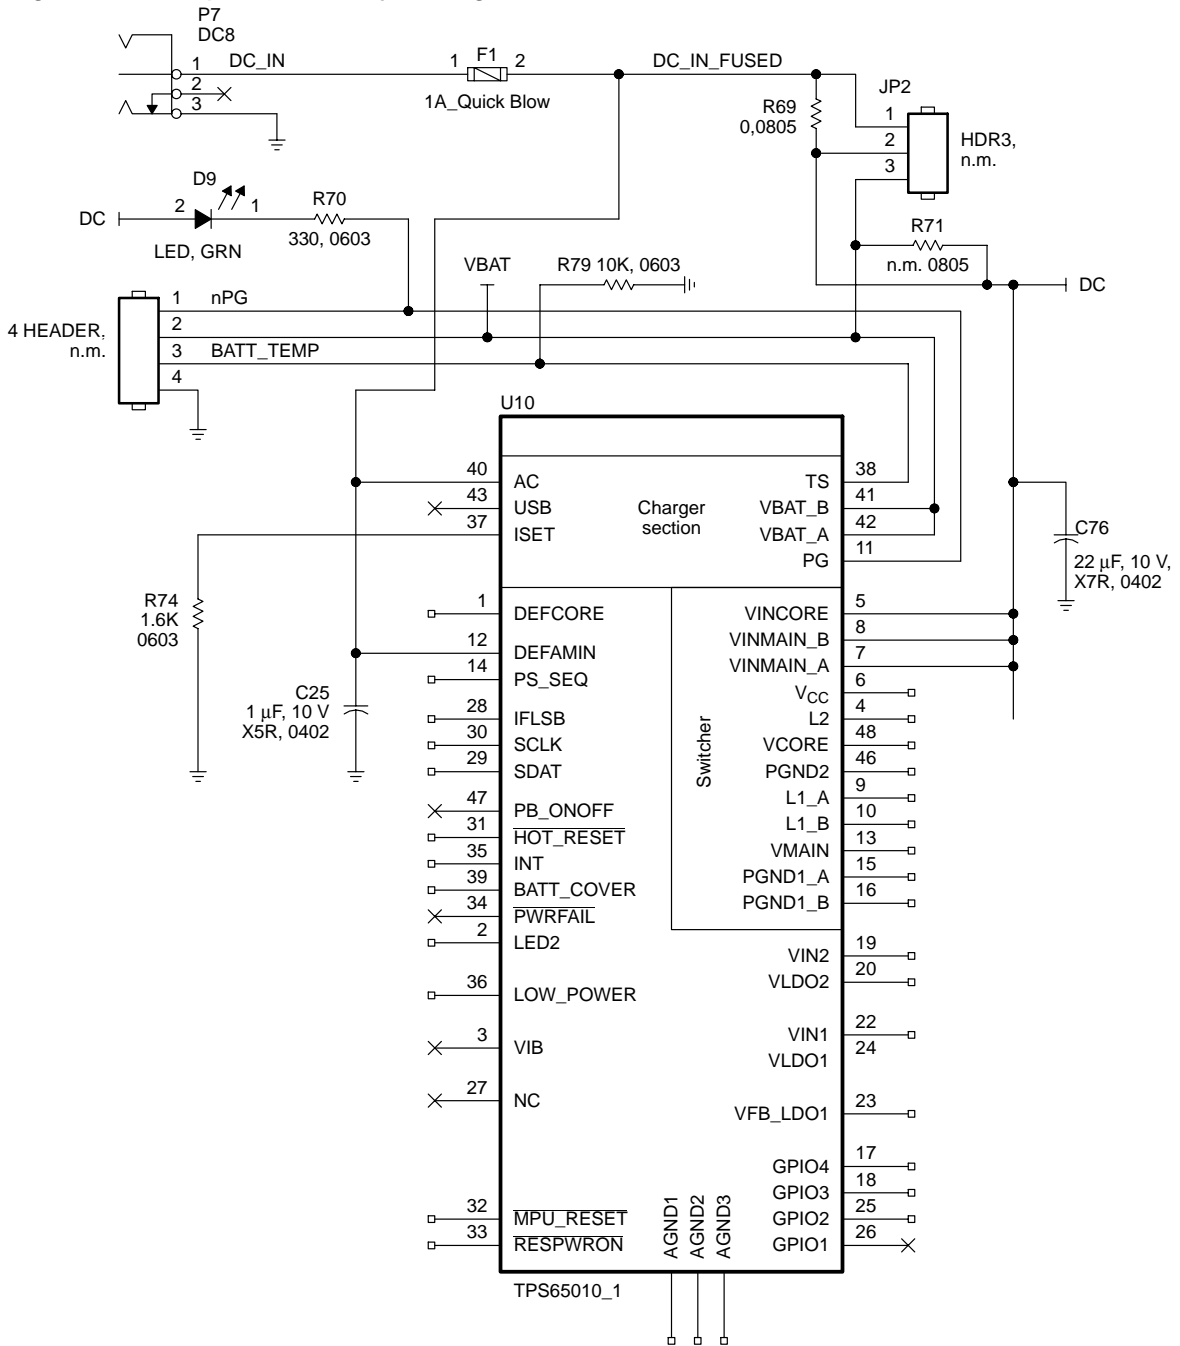 P7
DC8
1 DC_IN
2
3
1 F1 2
1A_Quick Blow
DC_IN_FUSED
R69
0,0805
JP2
1
2
3
HDR3,
n.m.
D9
DC 2 1
LED, GRN
R70
330, 0603
R71
n.m. 0805
VBAT
R79 10K, 0603
DC
4 HEADER,
n.m.
1 nPG
2
3 BATT_TEMP
4
U10
40 AC
43 USB
37 ISET
Charger
section
TS 38
VBAT_B 41
VBAT_A 42
PG 11
C76
22 μF, 10 V,
X7R, 0402
R74
1.6K
0603
C25
1 μF, 10 V
X5R, 0402
1 DEFCORE
12 DEFAMIN
14 PS_SEQ
28 IFLSB
30 SCLK
29 SDAT
47 PB_ONOFF
31 HOT_RESET
35 INT
39 BATT_COVER
34 PWRFAIL
2 LED2
36 LOW_POWER
3 VIB
27 NC
32 MPU_RESET
33 RESPWRON
Switcher
VINCORE 5
VINMAIN_B 8
VINMAIN_A 7
VCC 6
L2 4
VCORE 48
PGND2 46
L1_A 9
L1_B 10
VMAIN 13
PGND1_A 15
PGND1_B 16
VIN2 19
VLDO2 20
VIN1 22
VLDO1 24
VFB_LDO1 23
GPIO4 17
GPIO3 18
GPIO2 25
GPIO1 26
AGND1
AGND2
AGND3
TPS65010_1